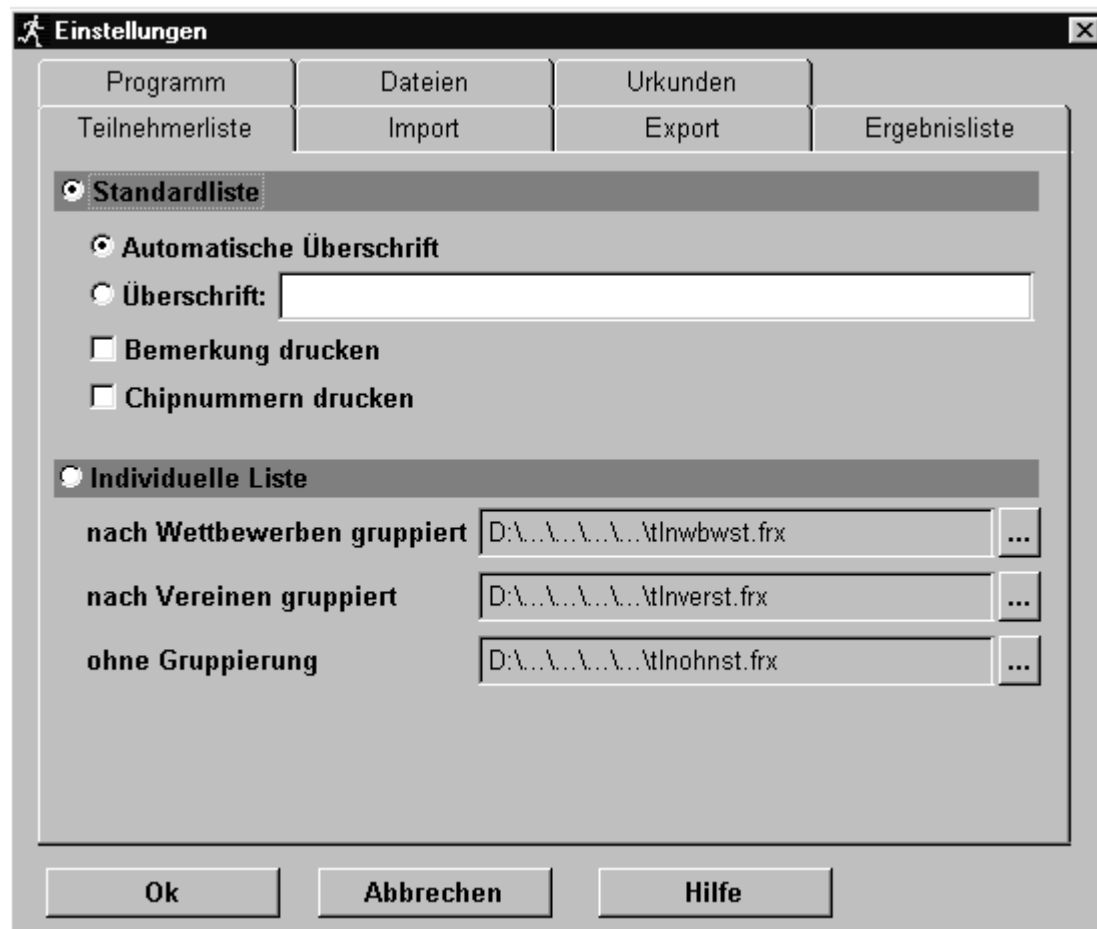 Einstellungen
Programm Dateien Urkunden
Teilnehmerliste Import Export Ergebnisliste
Standardliste
Automatische Überschrift
Überschrift:
Bemerkung drucken
Chipnummern drucken
Individuelle Liste
nach Wettbewerben gruppiert D:\...\...\...\...\tlnwbwst.frx ...
nach Vereinen gruppiert D:\...\...\...\...\tlnverst.frx ...
ohne Gruppierung D:\...\...\...\...\tlnohnst.frx ...
Ok Abbrechen Hilfe